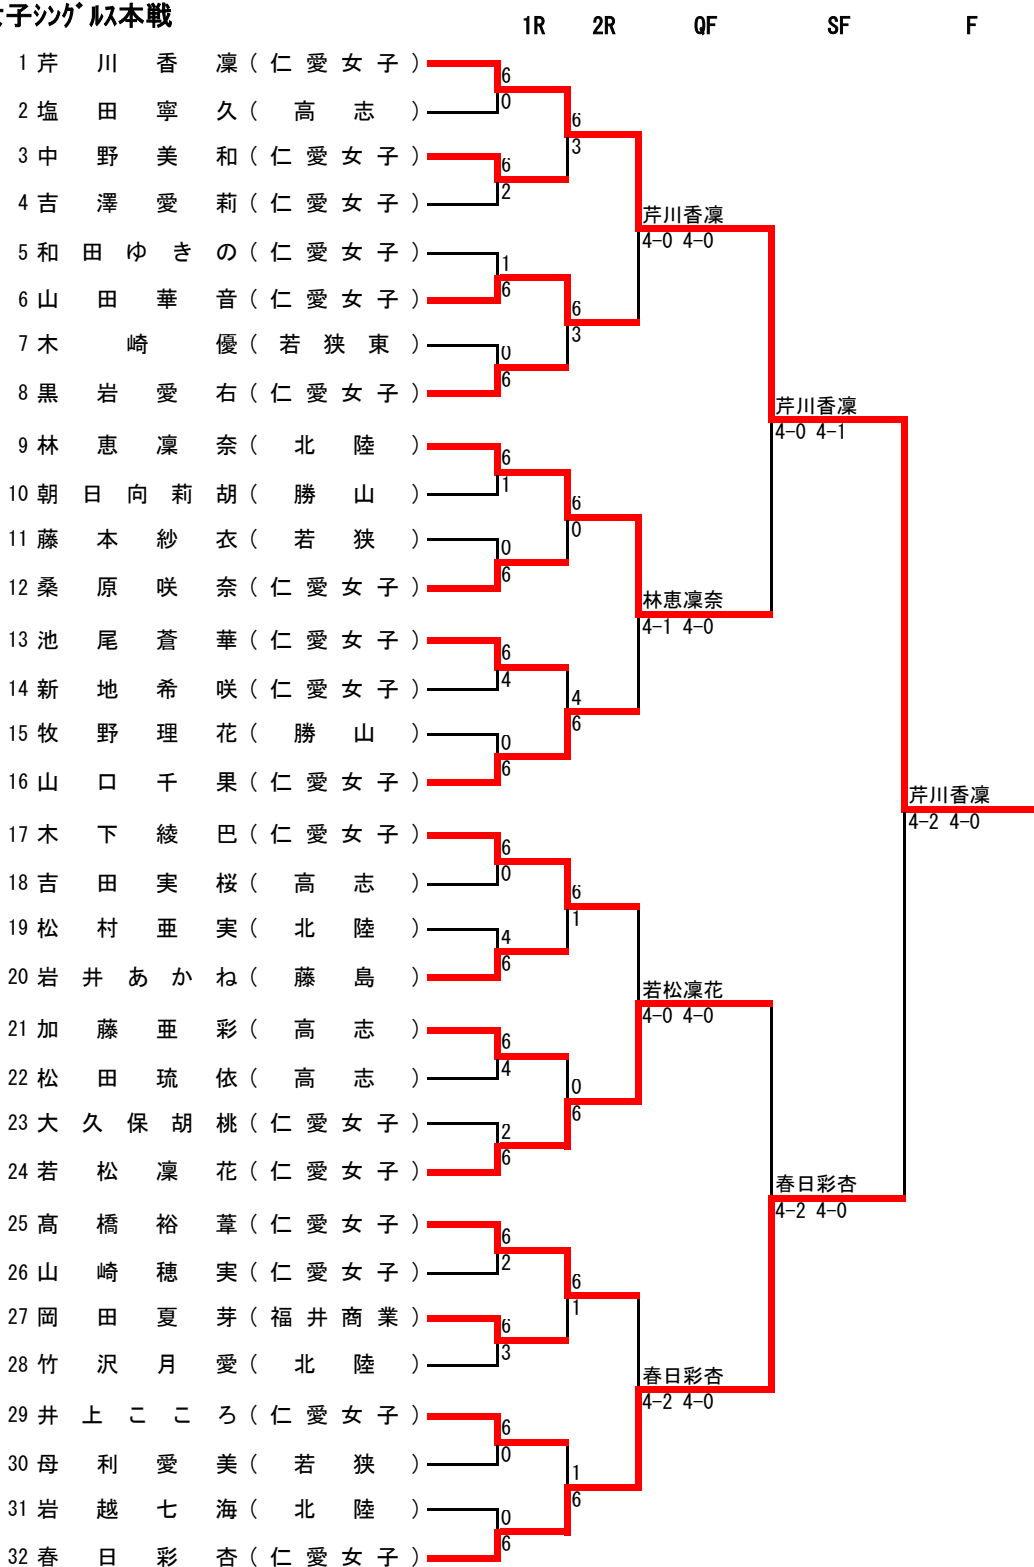 子シングルス本戦
1R 2R QF SF F
1 芹川香凜(仁愛女子)
6
0
2 塩田寧久(高志)
6
3
3 中野美和(仁愛女子)
6
2
4 吉澤愛莉(仁愛女子)
芹川香凜
4-0 4-0
5 和田ゆきの(仁愛女子)
1
6
6 山田華音(仁愛女子)
6
3
7 木崎優(若狭東)
0
6
8 黒岩愛右(仁愛女子)
芹川香凜
4-0 4-1
9 林恵凜奈(北陸)
6
1
10 朝日向莉胡(勝山)
6
0
11 藤本紗衣(若狭)
0
6
12 桑原咲奈(仁愛女子)
林恵凜奈
4-1 4-0
13 池尾蒼華(仁愛女子)
6
4
14 新地希咲(仁愛女子)
4
6
15 牧野理花(勝山)
0
6
16 山口千果(仁愛女子)
芹川香凜
4-2 4-0
17 木下綾巴(仁愛女子)
6
0
18 吉田実桜(高志)
6
1
19 松村亜実(北陸)
4
6
20 岩井あかね(藤島)
若松凜花
4-0 4-0
21 加藤亜彩(高志)
6
4
22 松田琉依(高志)
0
6
23 大久保胡桃(仁愛女子)
2
6
24 若松凜花(仁愛女子)
春日彩杏
4-2 4-0
25 髙橋裕葦(仁愛女子)
6
2
26 山崎穂実(仁愛女子)
6
1
27 岡田夏芽(福井商業)
6
3
28 竹沢月愛(北陸)
春日彩杏
4-2 4-0
29 井上こころ(仁愛女子)
6
0
30 母利愛美(若狭)
1
6
31 岩越七海(北陸)
0
6
32 春日彩杏(仁愛女子)